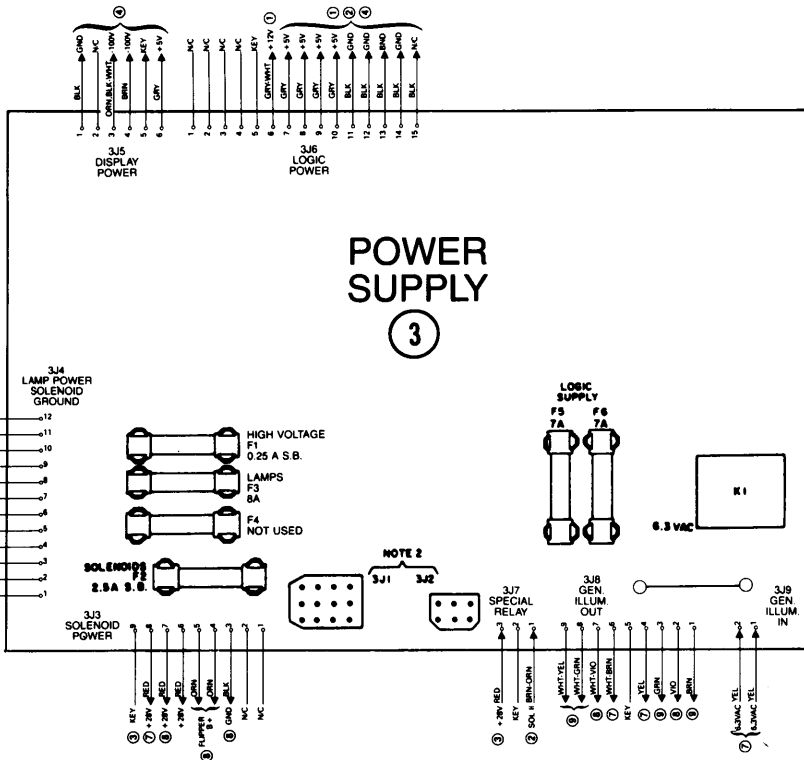 ④
① ① ② ④
GND
N/C
-100V
-100V
KEY
+5V
N/C
N/C
N/C
N/C
KEY
+12V
+5V
+5V
+5V
+5V
GND
GND
BND
GND
N/C
BLK
ORN,BLK-WHT
BRN
GRY
GRY-WHT
GRY
GRY
GRY
GRY
BLK
BLK
BLK
BLK
BLK
1 2 3 4 5 6
1 2 3 4 5 6 7 8 9 10 11 12 13 14 15
3J5
DISPLAY
POWER
3J6
LOGIC
POWER
POWER
SUPPLY
3
3J4
LAMP POWER
SOLENOID
GROUND
12
11
10
9
8
7
6
5
4
3
2
1
HIGH VOLTAGE
F1
0.25 A S.B.
LAMPS
F3
8A
F4
NOT USED
SOLENOIDS
F2
2.5A S.B.
LOGIC
SUPPLY
F5 F6
7A 7A
K1
6.3 VAC
NOTE 2
3J1 3J2
3J3
SOLENOID
POWER
9 8 7 6 5 4 3 2 1
KEY
RED
RED
RED
ORN
ORN
BLK
N/C
N/C
+28V
+28V
+28V
FLIPPER
B+
GND
③ ⑦ ⑧ ⑧ ⑧
3J7
SPECIAL
RELAY
3 2 1
+28V RED
KEY
SOL II BRN-ORN
③ ②
3J8
GEN.
ILLUM.
OUT
9 8 7 6 5 4 3 2 1
WHT-YEL
WHT-GRN
WHT-VIO
WHT-BRN
KEY
YEL
GRN
VIO
BRN
⑨ ⑧ ⑦ ⑦ ⑨ ⑧ ⑨
3J9
GEN.
ILLUM.
IN
2 1
6.3VAC YEL
6.3VAC YEL
⑦